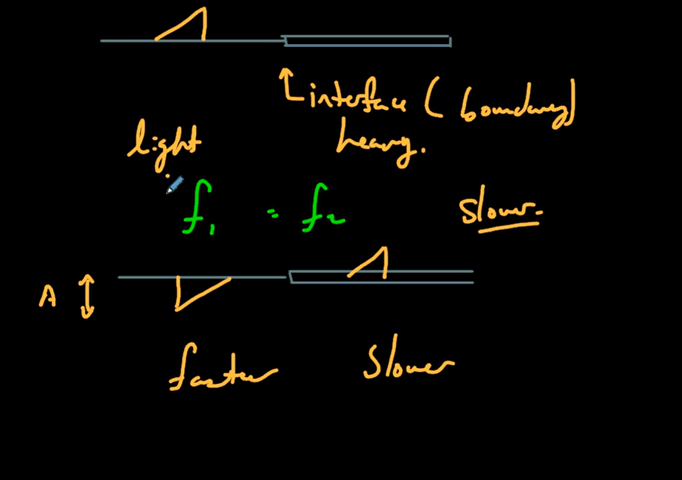 interface (boundary)
light heavy.
f₁ = f₂ Slower.
A
faster Slower